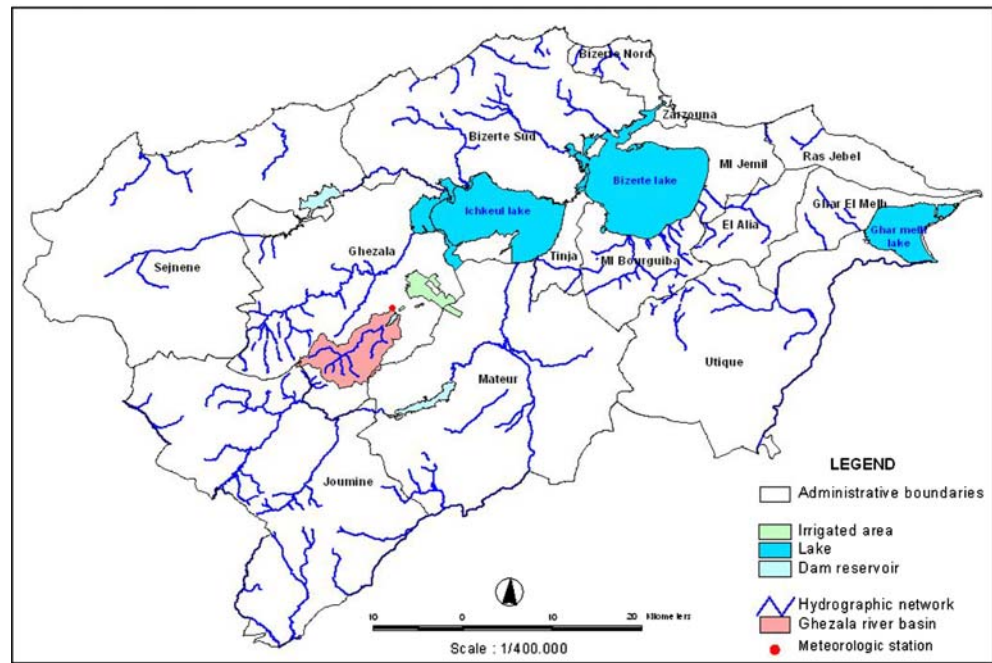 Bizerte Nord
Zarzouna
Bizerte Sud
Ml Jemil
Ras Jebel
Bizerte lake
Ichkeul lake
Ghar El Melh
El Alia
Ghar melh
lake
Ghezala
Tinja
Ml Bourguiba
Sejnene
Utique
Mateur
Joumine
LEGEND
Administrative boundaries
Irrigated area
Lake
Dam reservoir
Hydrographic network
Ghezala river basin
Meteorologic station
10 0 10 20 Kilometers
Scale : 1/400.000